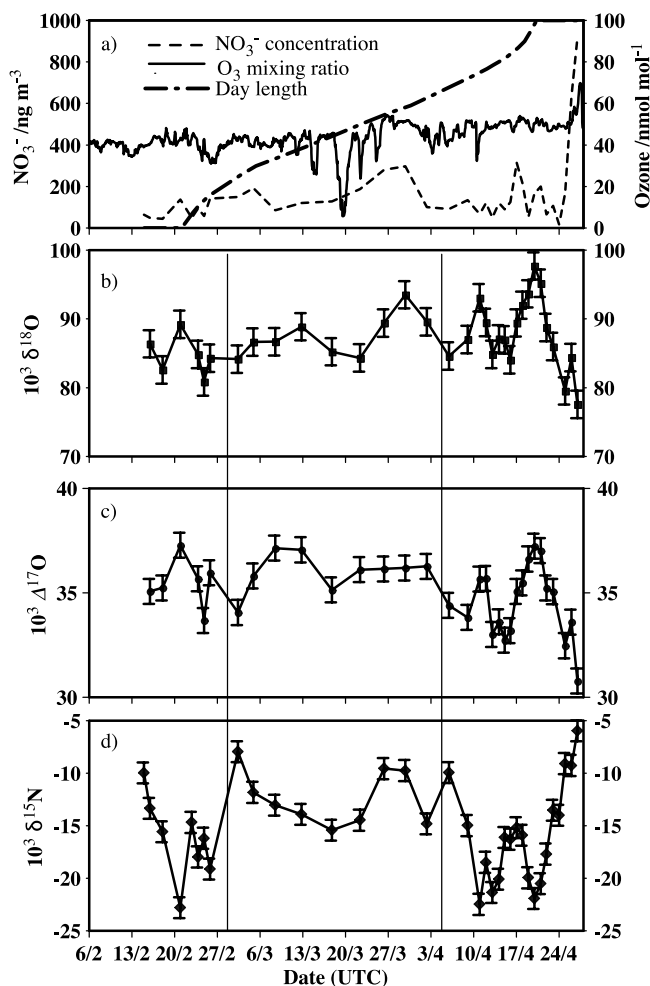 a)
NO₃⁻ concentration
O₃ mixing ratio
Day length
NO₃⁻ /ng m⁻³
1000
800
600
400
200
0
Ozone /nmol mol⁻¹
100
80
60
40
20
0
b)
10³ δ¹⁸O
100
90
80
70
100
90
80
70
c)
10³ Δ¹⁷O
40
35
30
40
35
30
d)
10³ δ¹⁵N
-5
-10
-15
-20
-25
-5
-10
-15
-20
-25
6/2 13/2 20/2 27/2 6/3 13/3 20/3 27/3 3/4 10/4 17/4 24/4
Date (UTC)